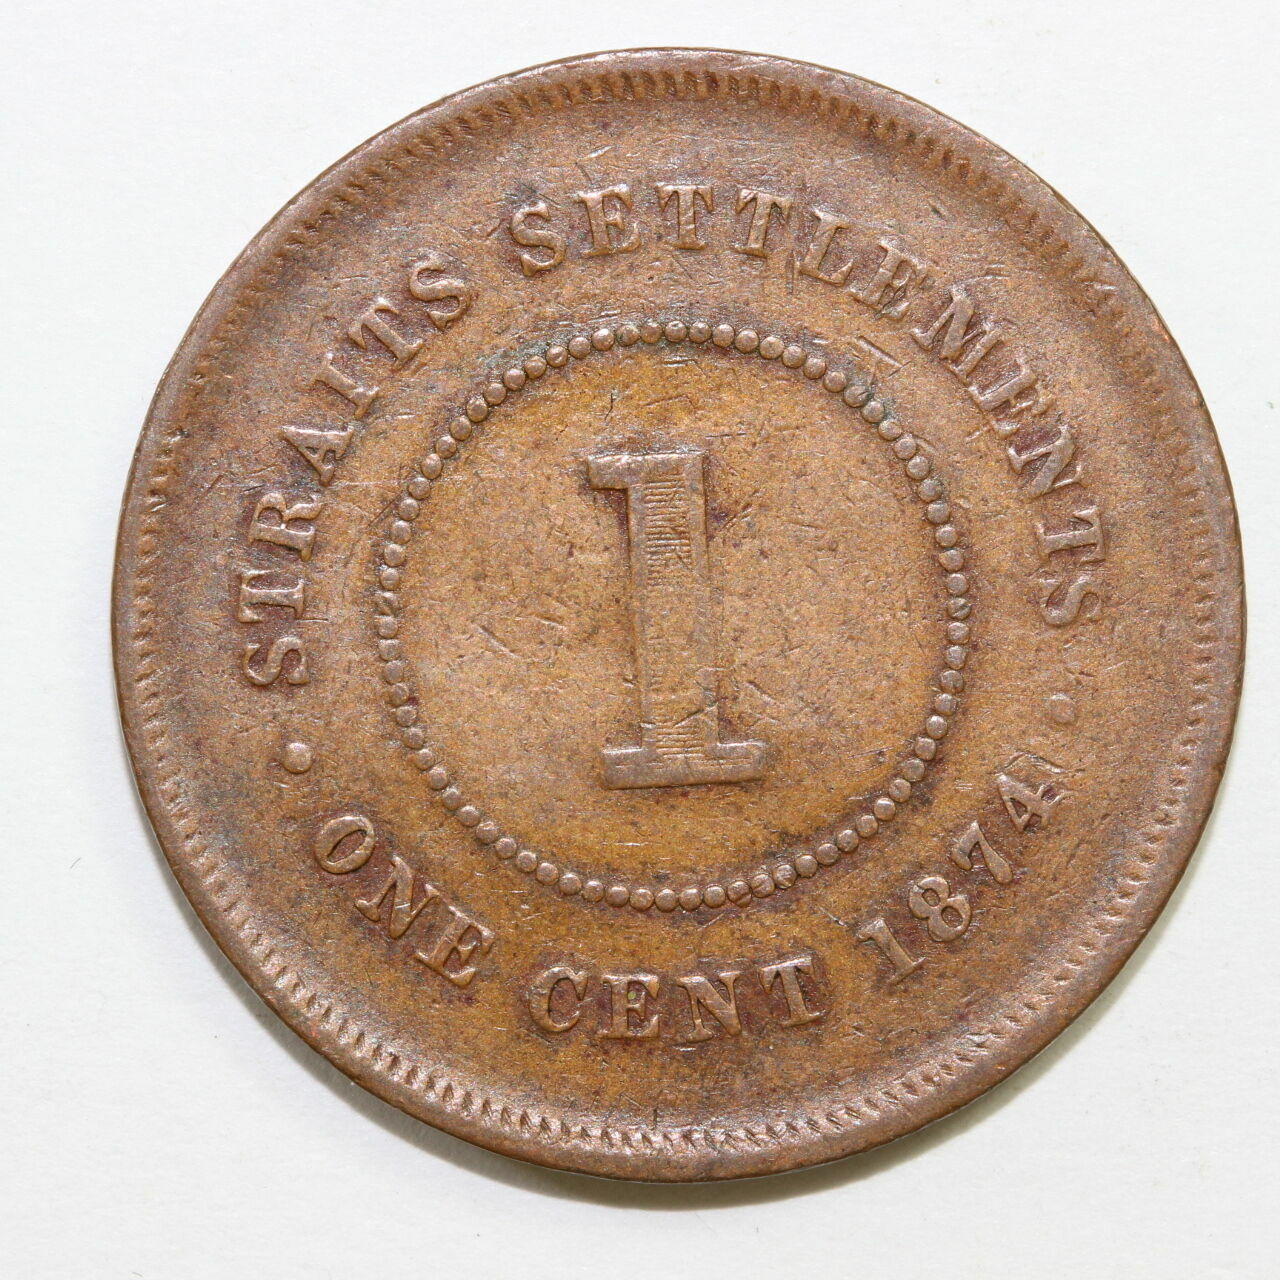 STRAITS SETTLEMENTS
1
ONE CENT 1874